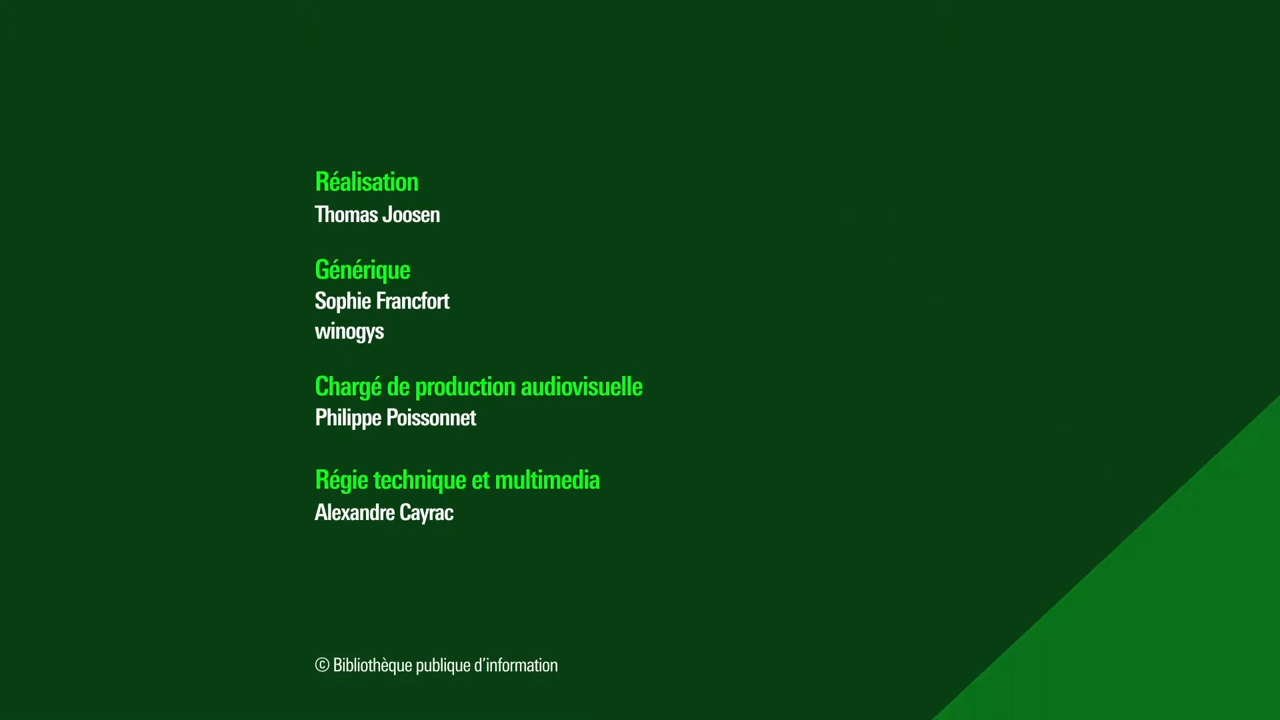 Réalisation
Thomas Joosen
Générique
Sophie Francfort
winogys
Chargé de production audiovisuelle
Philippe Poissonnet
Régie technique et multimedia
Alexandre Cayrac
© Bibliothèque publique d’information